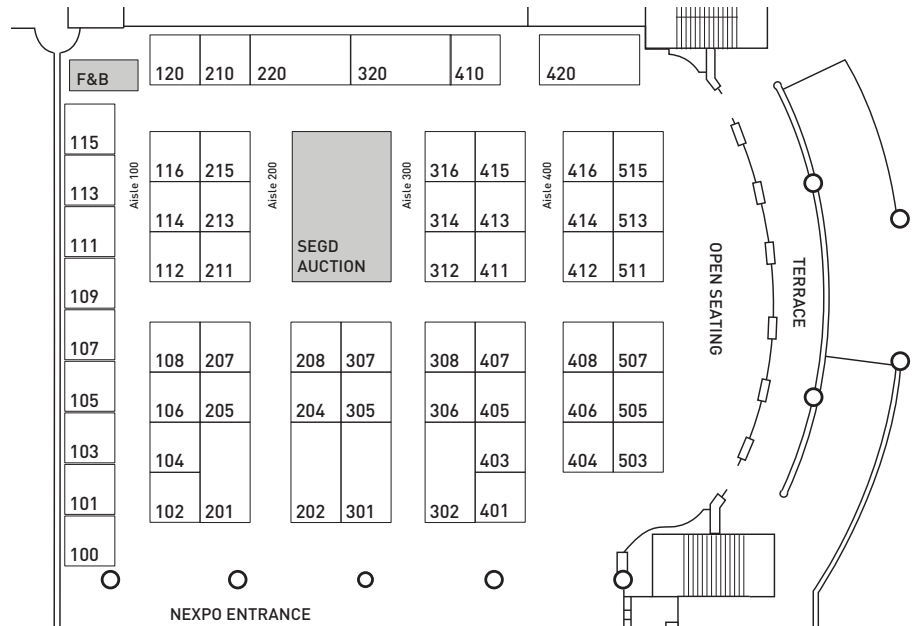 F&B
120 210 220 320 410 420
115
113
111
109
107
105
103
101
100
Aisle 100
Aisle 200
Aisle 300
Aisle 400
116 215
114 213
112 211
SEGD
AUCTION
316 415
314 413
312 411
416 515
414 513
412 511
108 207
106 205
104
102 201
208 307
204 305
202 301
308 407
306 405
403
302 401
408 507
406 505
404 503
OPEN SEATING
TERRACE
NEXPO ENTRANCE